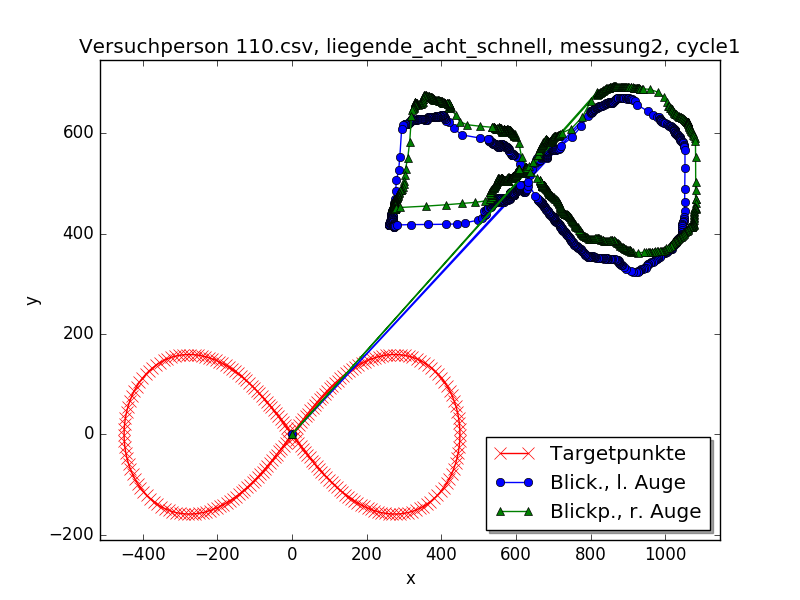 Versuchperson 110.csv, liegende_acht_schnell, messung2, cycle1
y
600
400
200
0
−200
−400
−200
0
200
400
600
800
1000
x
Targetpunkte
Blick., l. Auge
Blickp., r. Auge